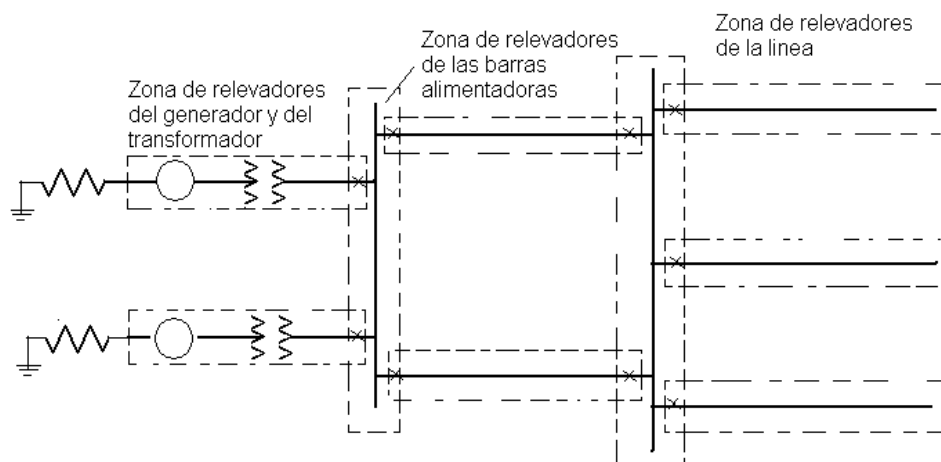 Zona de relevadores
del generador y del
transformador
Zona de relevadores
de las barras
alimentadoras
Zona de relevadores
de la linea